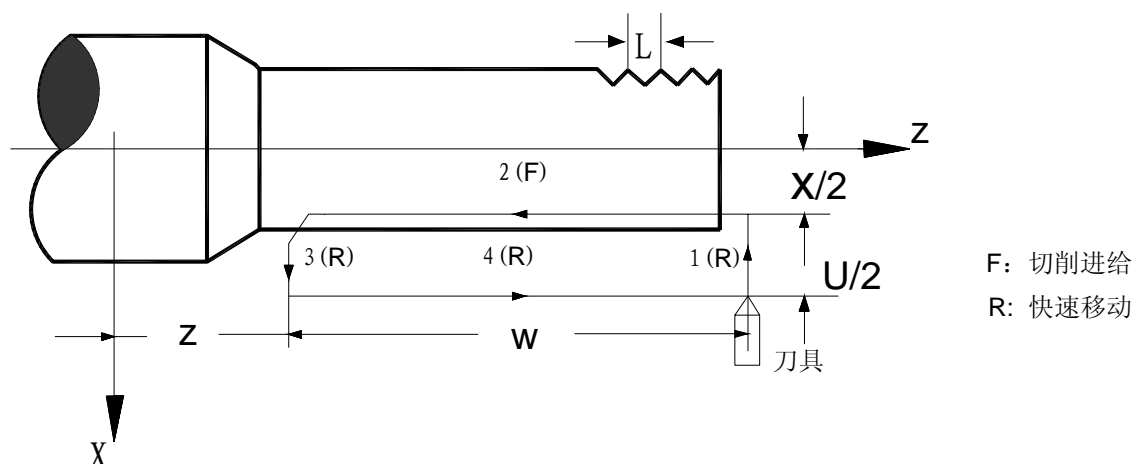 L
Z
2 (F)
X/2
3 (R)
4 (R)
1 (R)
U/2
F：切削进给
R: 快速移动
Z
W
刀具
X